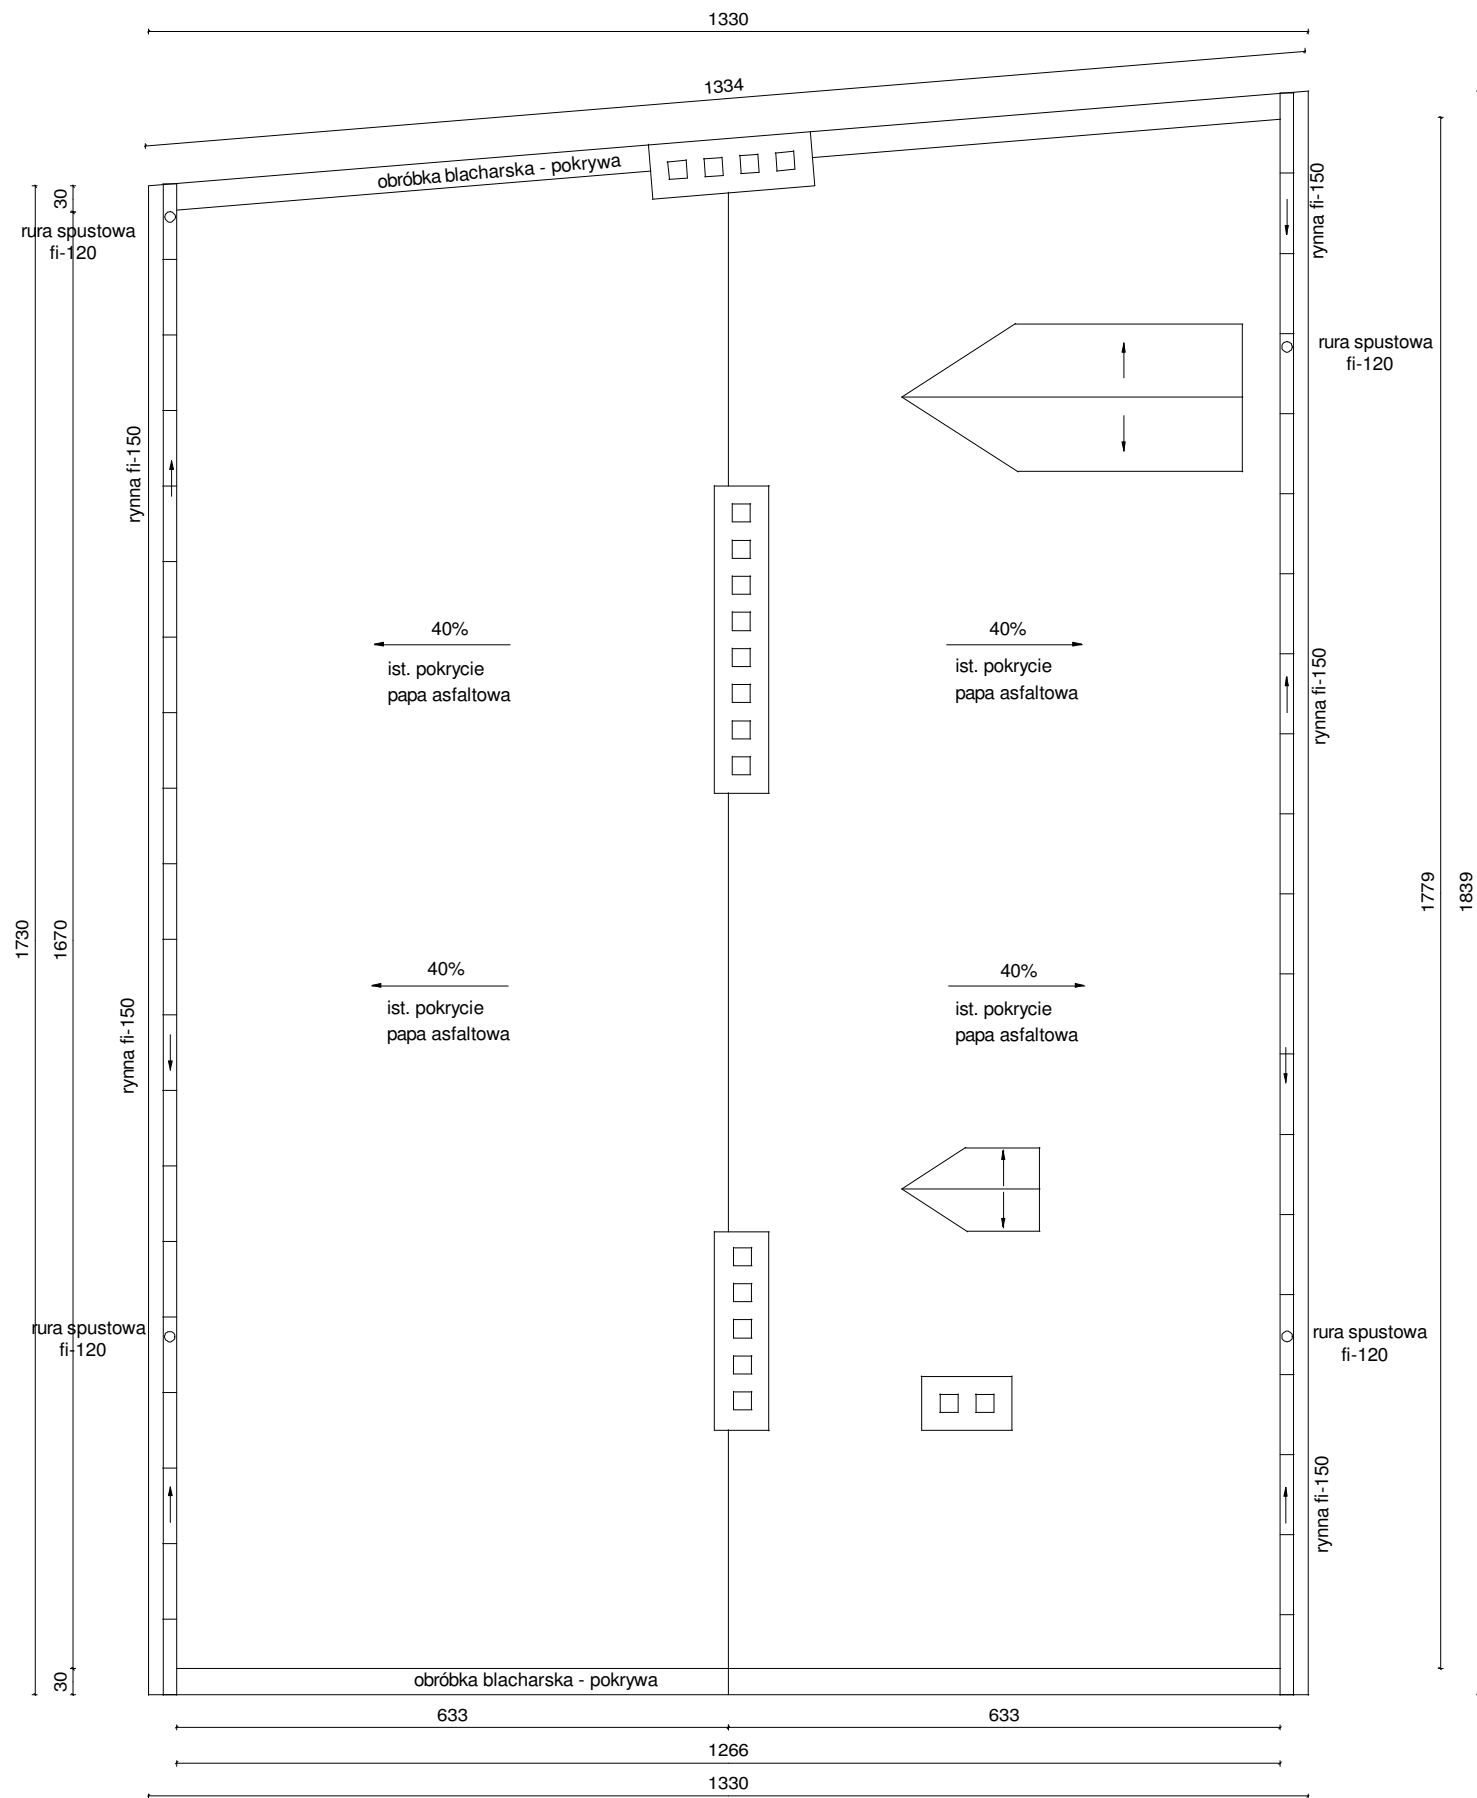 1330
1334
obróbka blacharska - pokrywa
30
rura spustowa
fi-120
rynna fi-150
rura spustowa
fi-120
rynna fi-150
40%
ist. pokrycie
papa asfaltowa
40%
ist. pokrycie
papa asfaltowa
rynna fi-150
1730
1670
1779
1839
40%
ist. pokrycie
papa asfaltowa
40%
ist. pokrycie
papa asfaltowa
rynna fi-150
rura spustowa
fi-120
rura spustowa
fi-120
rynna fi-150
30
obróbka blacharska - pokrywa
633
633
1266
1330